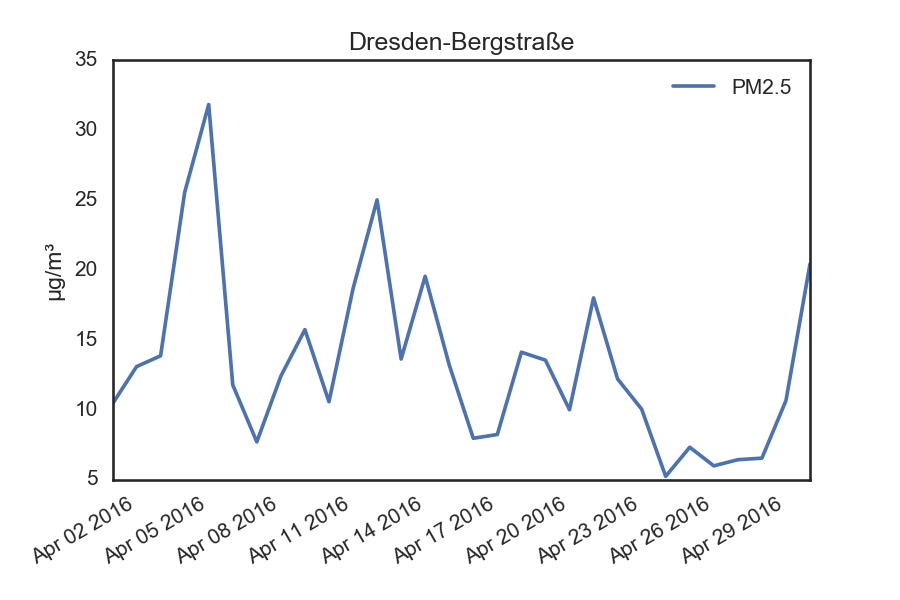 Dresden-Bergstraße
35
30
25
20
15
10
5
µg/m³
PM2.5
Apr 02 2016
Apr 05 2016
Apr 08 2016
Apr 11 2016
Apr 14 2016
Apr 17 2016
Apr 20 2016
Apr 23 2016
Apr 26 2016
Apr 29 2016